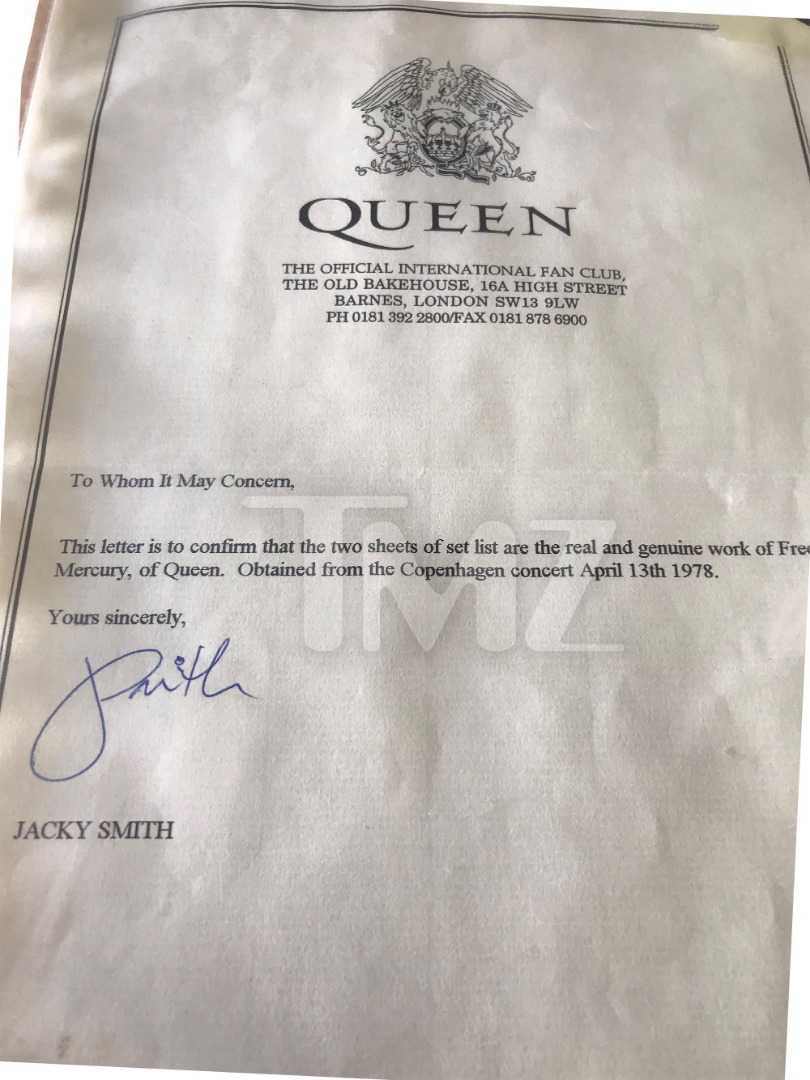 QUEEN
THE OFFICIAL INTERNATIONAL FAN CLUB,
THE OLD BAKEHOUSE, 16A HIGH STREET
BARNES, LONDON SW13 9LW
PH 0181 392 2800/FAX 0181 878 6900
To Whom It May Concern,
This letter is to confirm that the two sheets of set list are the real and genuine work of Fre
Mercury, of Queen. Obtained from the Copenhagen concert April 13th 1978.
TMZ
Yours sincerely,
JSmith
JACKY SMITH